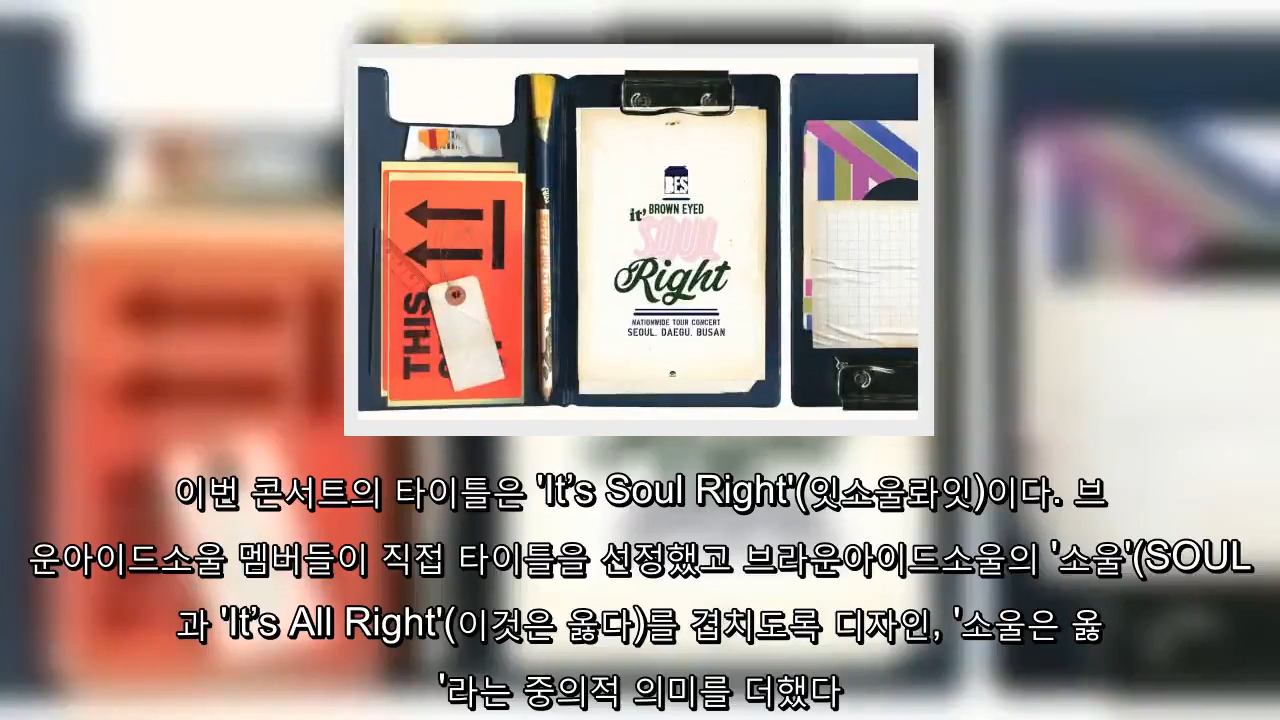 BES
it's BROWN EYED
SOUL
Right
NATIONWIDE TOUR CONCERT
SEOUL. DAEGU. BUSAN
THIS
이번 콘서트의 타이틀은 'It's Soul Right'(잇소울롸잇)이다. 브
운아이드소울 멤버들이 직접 타이틀을 선정했고 브라운아이드소울의 '소울'(SOUL
과 'It's All Right'(이것은 옳다)를 겹치도록 디자인, '소울은 옳
'라는 중의적 의미를 더했다